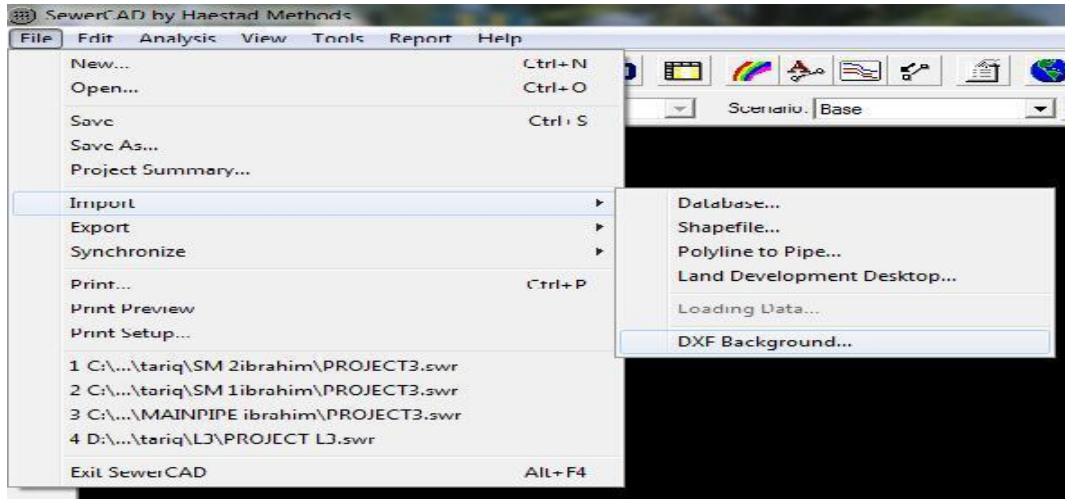 SewerCAD by Haestad Methods
File Edit Analysis View Tools Report Help
New... Ctrl+N
Open... Ctrl+O
Save Ctrl+S
Save As...
Project Summary...
Import
Export
Synchronize
Print... Ctrl+P
Print Preview
Print Setup...
1 C:\...\tariq\SM 2ibrahim\PROJECT3.swr
2 C:\...\tariq\SM 1ibrahim\PROJECT3.swr
3 C:\...\MAINPIPE ibrahim\PROJECT3.swr
4 D:\...\tariq\L3\PROJECT L3.swr
Exit SewerCAD Alt+F4
Scenario: Base
Database...
Shapefile...
Polyline to Pipe...
Land Development Desktop...
Loading Data...
DXF Background...